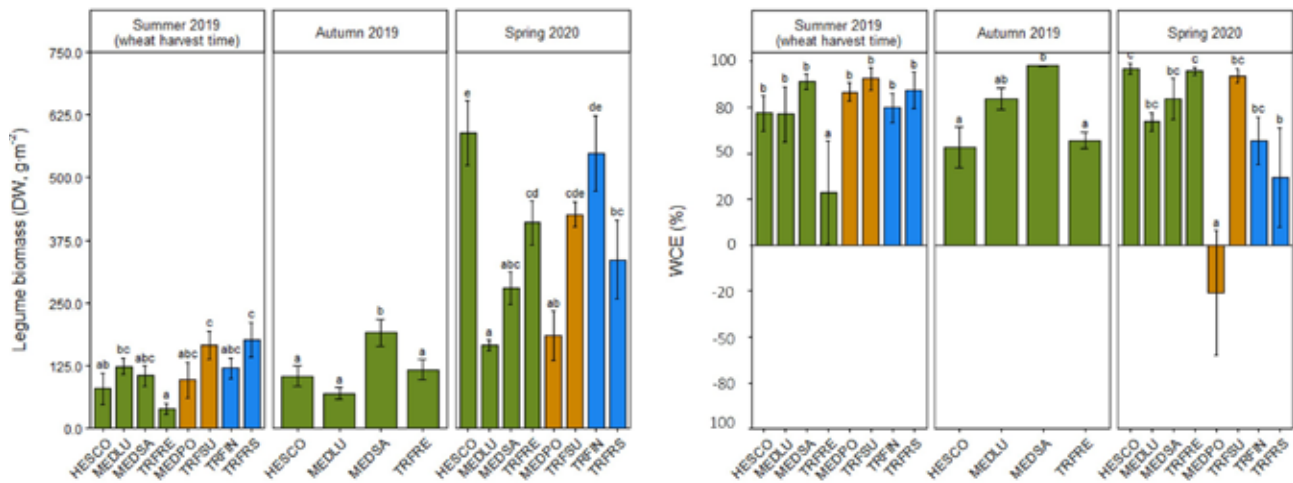 Summer 2019
(wheat harvest time)
Autumn 2019
Spring 2020
Legume biomass (DW, g·m⁻²)
750.0
625.0
500.0
375.0
250.0
125.0
0.0
ab
bc
abc
a
abc
c
abc
c
a
a
b
a
e
a
abc
cd
ab
cde
de
bc
HESCO
MEDLU
MEDSA
TRFRE
MEDPO
TRFSU
TRFIN
TRFRS
HESCO
MEDLU
MEDSA
TRFRE
HESCO
MEDLU
MEDSA
TRFRE
MEDPO
TRFSU
TRFIN
TRFRS
Summer 2019
(wheat harvest time)
Autumn 2019
Spring 2020
WCE (%)
100
80
50
20
0
-20
-50
-80
100
b
b
b
a
b
b
b
b
a
ab
b
a
c
bc
bc
c
a
bc
bc
b
HESCO
MEDLU
MEDSA
TRFRE
MEDPO
TRFSU
TRFIN
TRFRS
HESCO
MEDLU
MEDSA
TRFRE
HESCO
MEDLU
MEDSA
TRFRE
MEDPO
TRFSU
TRFIN
TRFRS